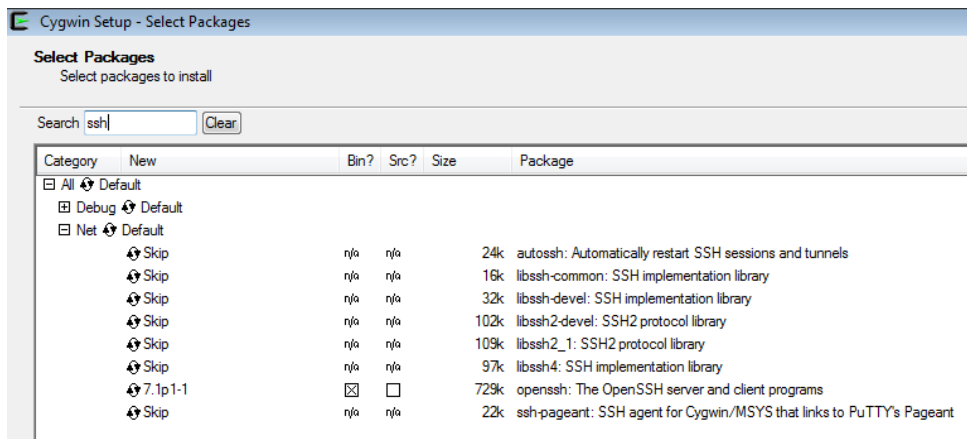 Cygwin Setup - Select Packages
Select Packages
Select packages to install
Search ssh Clear
Category New Bin? Src? Size Package
All Default
Debug Default
Net Default
Skip n/a n/a 24k autossh: Automatically restart SSH sessions and tunnels
Skip n/a n/a 16k libssh-common: SSH implementation library
Skip n/a n/a 32k libssh-devel: SSH implementation library
Skip n/a n/a 102k libssh2-devel: SSH2 protocol library
Skip n/a n/a 109k libssh2_1: SSH2 protocol library
Skip n/a n/a 97k libssh4: SSH implementation library
7.1p1-1 729k openssh: The OpenSSH server and client programs
Skip n/a n/a 22k ssh-pageant: SSH agent for Cygwin/MSYS that links to PuTTY's Pageant